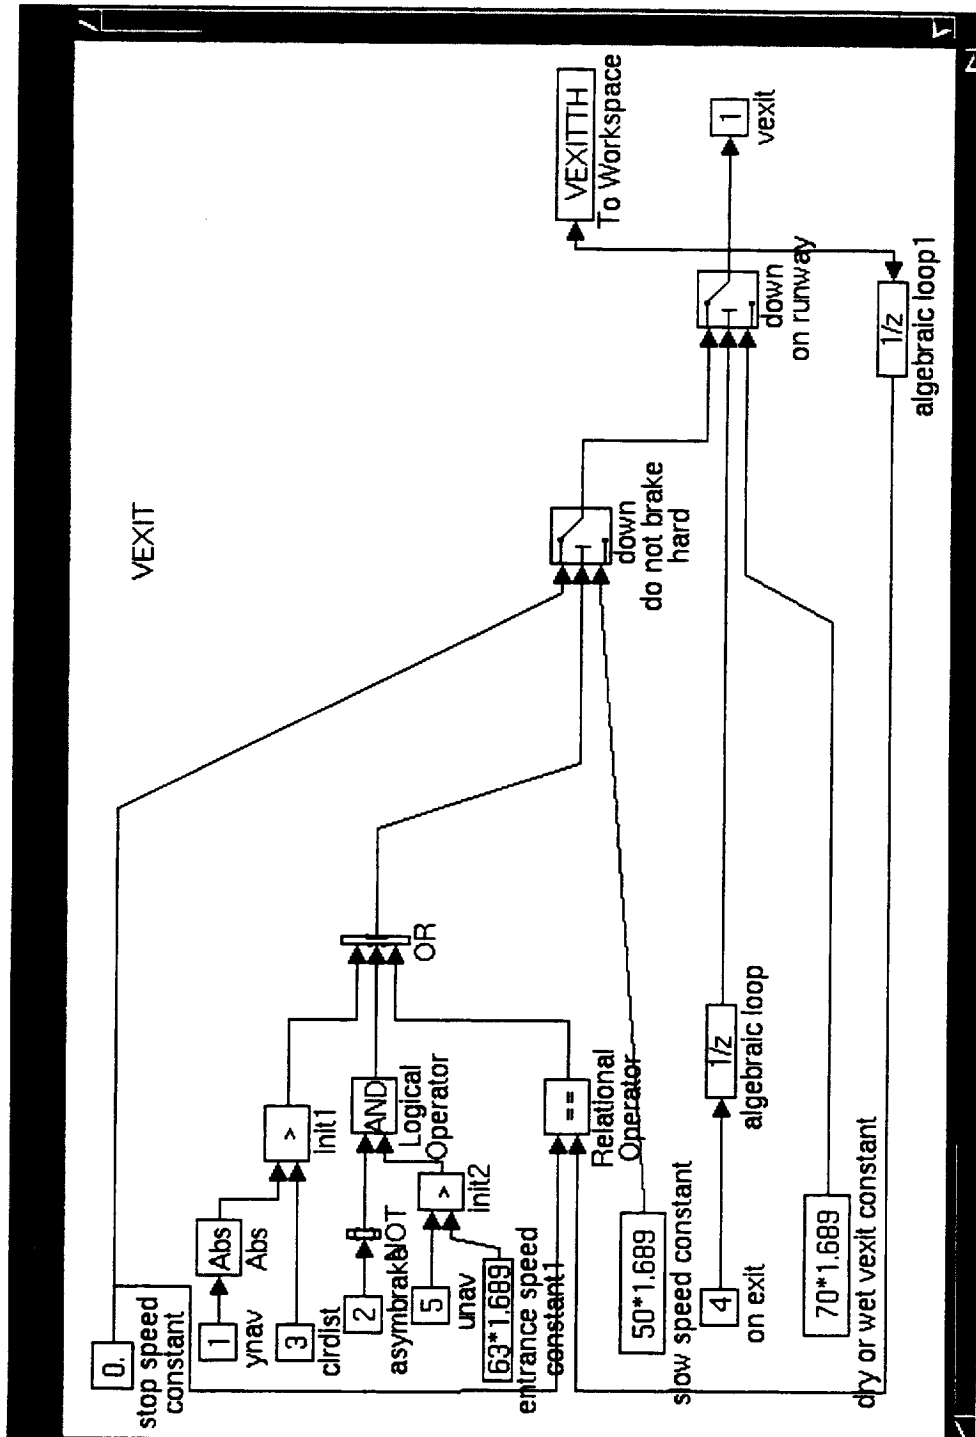 VEXIT
0.
stop speed
constant
1
ynav
Abs
Abs
3
clrdlst
>
Init1
2
asymbrake
NOT
AND
Logical
Operator
5
unav
>
init2
63*1.689
entrance speed
constant1
OR
==
Relational
Operator
50*1.689
slow speed constant
4
on exit
1/z
algebraic loop
70*1.689
dry or wet vexit constant
down
do not brake
hard
down
on runway
VEXITTH
To Workspace
1
vexit
1/z
algebraic loop1